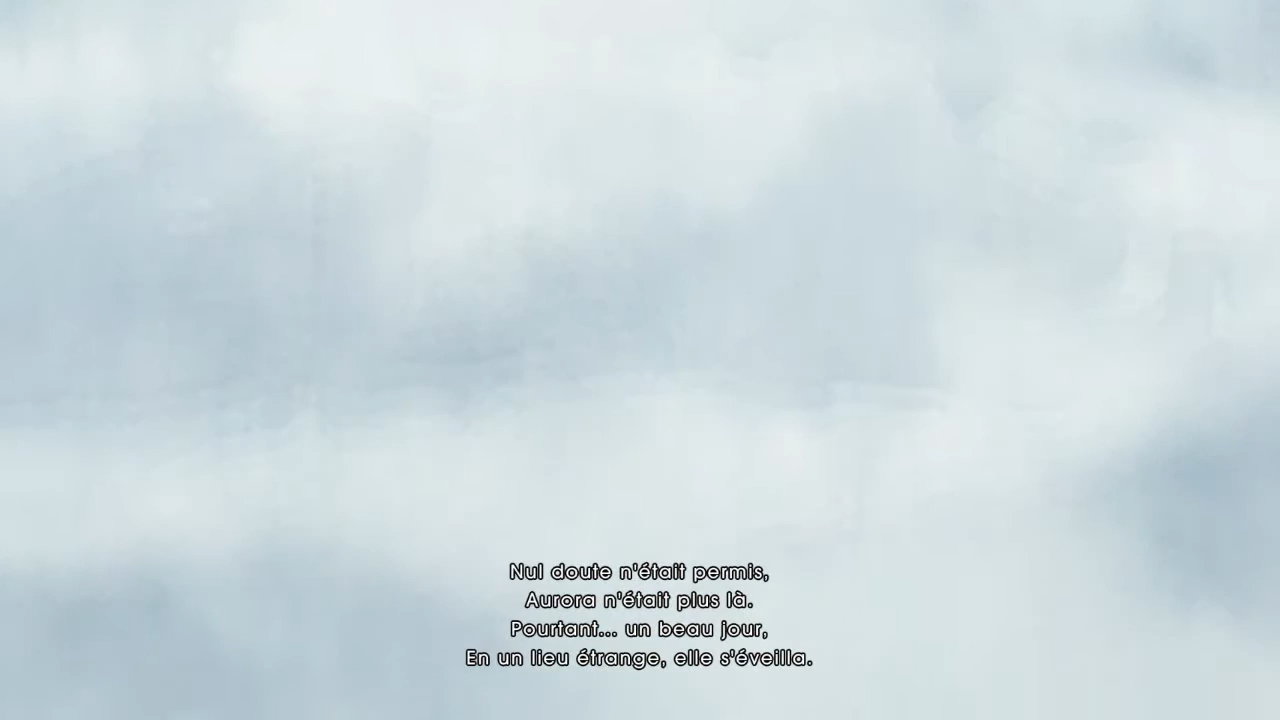 Nul doute n'était permis,
Aurora n'était plus là.
Pourtant... un beau jour,
En un lieu étrange, elle s'éveilla.